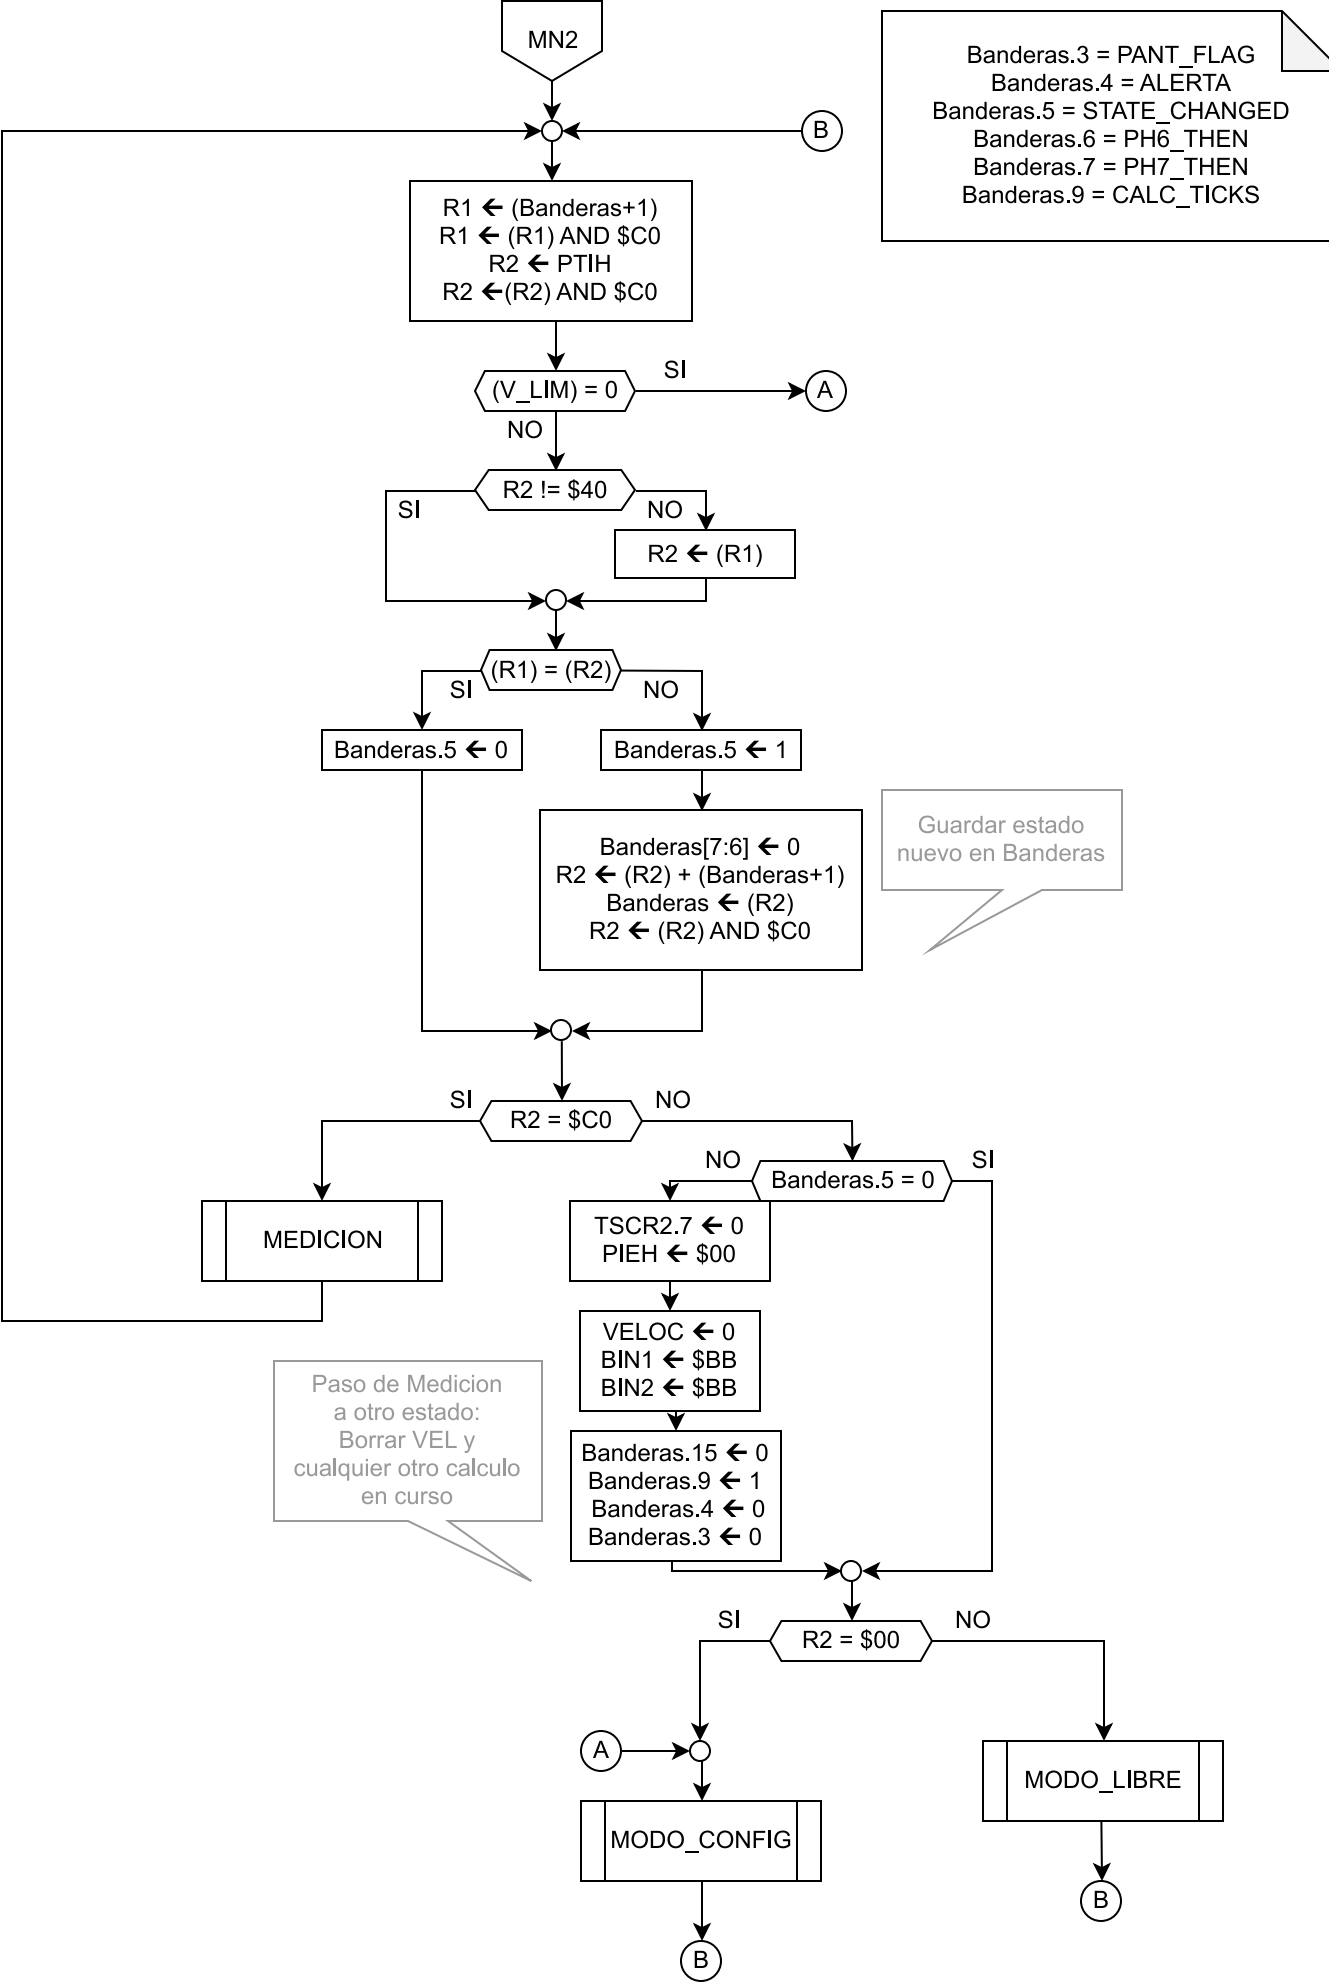 MN2
Banderas.3 = PANT_FLAG
Banderas.4 = ALERTA
Banderas.5 = STATE_CHANGED
Banderas.6 = PH6_THEN
Banderas.7 = PH7_THEN
Banderas.9 = CALC_TICKS
B
R1 🡨 (Banderas+1)
R1 🡨 (R1) AND $C0
R2 🡨 PTIH
R2 🡨(R2) AND $C0
(V_LIM) = 0
SI
A
NO
R2 != $40
SI
NO
R2 🡨 (R1)
(R1) = (R2)
SI
NO
Banderas.5 🡨 0
Banderas.5 🡨 1
Banderas[7:6] 🡨 0
R2 🡨 (R2) + (Banderas+1)
Banderas 🡨 (R2)
R2 🡨 (R2) AND $C0
Guardar estado
nuevo en Banderas
SI
R2 = $C0
NO
MEDICION
NO
Banderas.5 = 0
SI
TSCR2.7 🡨 0
PIEH 🡨 $00
VELOC 🡨 0
BIN1 🡨 $BB
BIN2 🡨 $BB
Paso de Medicion
a otro estado:
Borrar VEL y
cualquier otro calculo
en curso
Banderas.15 🡨 0
Banderas.9 🡨 1
Banderas.4 🡨 0
Banderas.3 🡨 0
SI
R2 = $00
NO
A
MODO_CONFIG
MODO_LIBRE
B
B